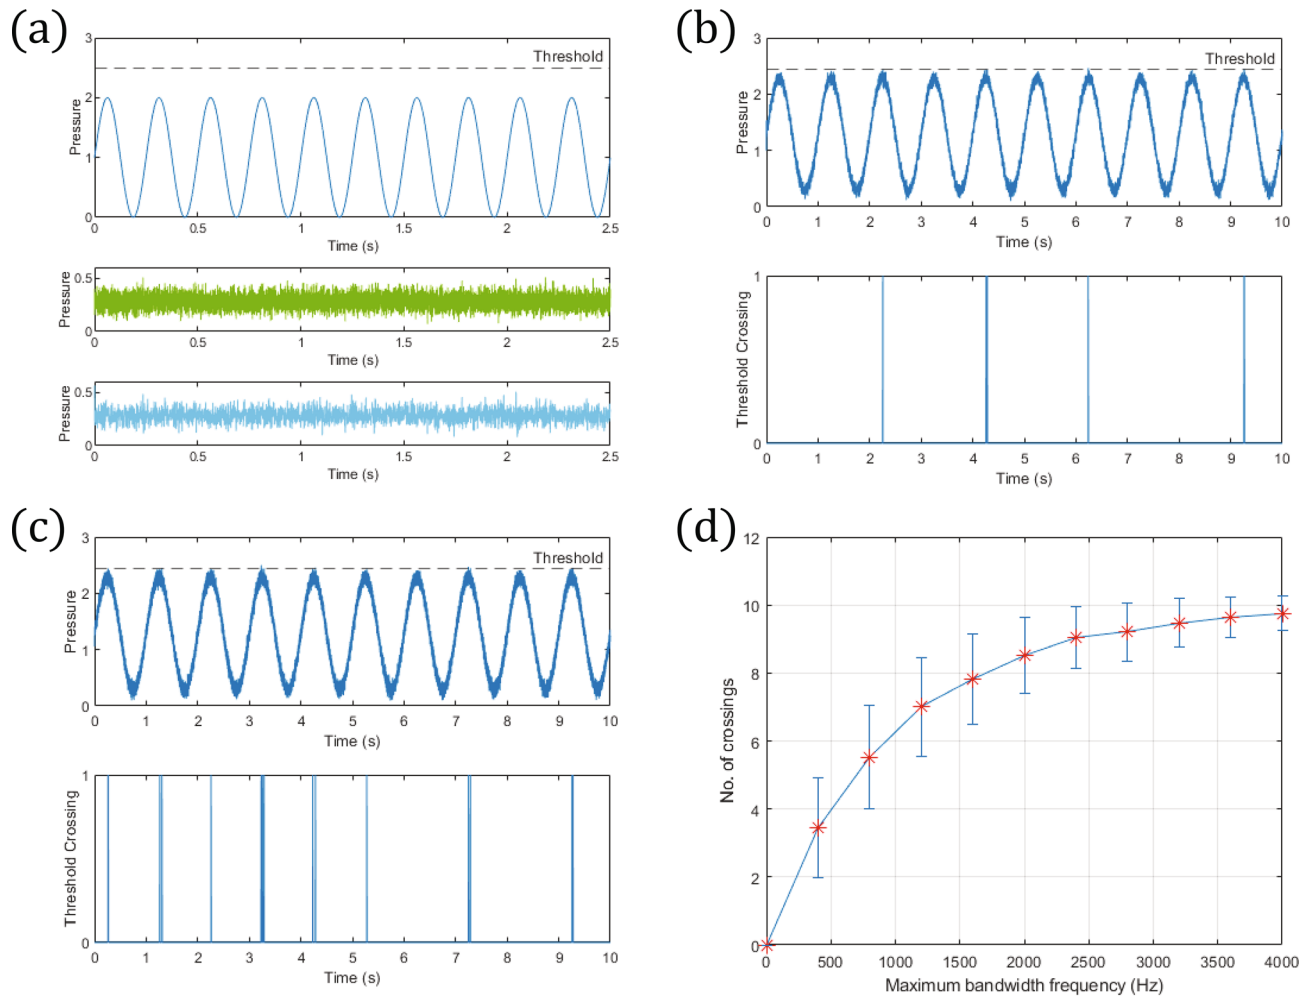 (a)
3
Threshold
2
Pressure
1
0
0 0.5 1 1.5 2 2.5
Time (s)
0.5
Pressure
0
0 0.5 1 1.5 2 2.5
Time (s)
0.5
Pressure
0
0 0.5 1 1.5 2 2.5
Time (s)
(b)
3
Threshold
2
Pressure
1
0
0 1 2 3 4 5 6 7 8 9 10
Time (s)
1
Threshold Crossing
0
0 1 2 3 4 5 6 7 8 9 10
Time (s)
(c)
3
Threshold
2
Pressure
1
0
0 1 2 3 4 5 6 7 8 9 10
Time (s)
1
Threshold Crossing
0
0 1 2 3 4 5 6 7 8 9 10
Time (s)
(d)
12
10
8
6
4
2
0
No. of crossings
0 500 1000 1500 2000 2500 3000 3500 4000
Maximum bandwidth frequency (Hz)